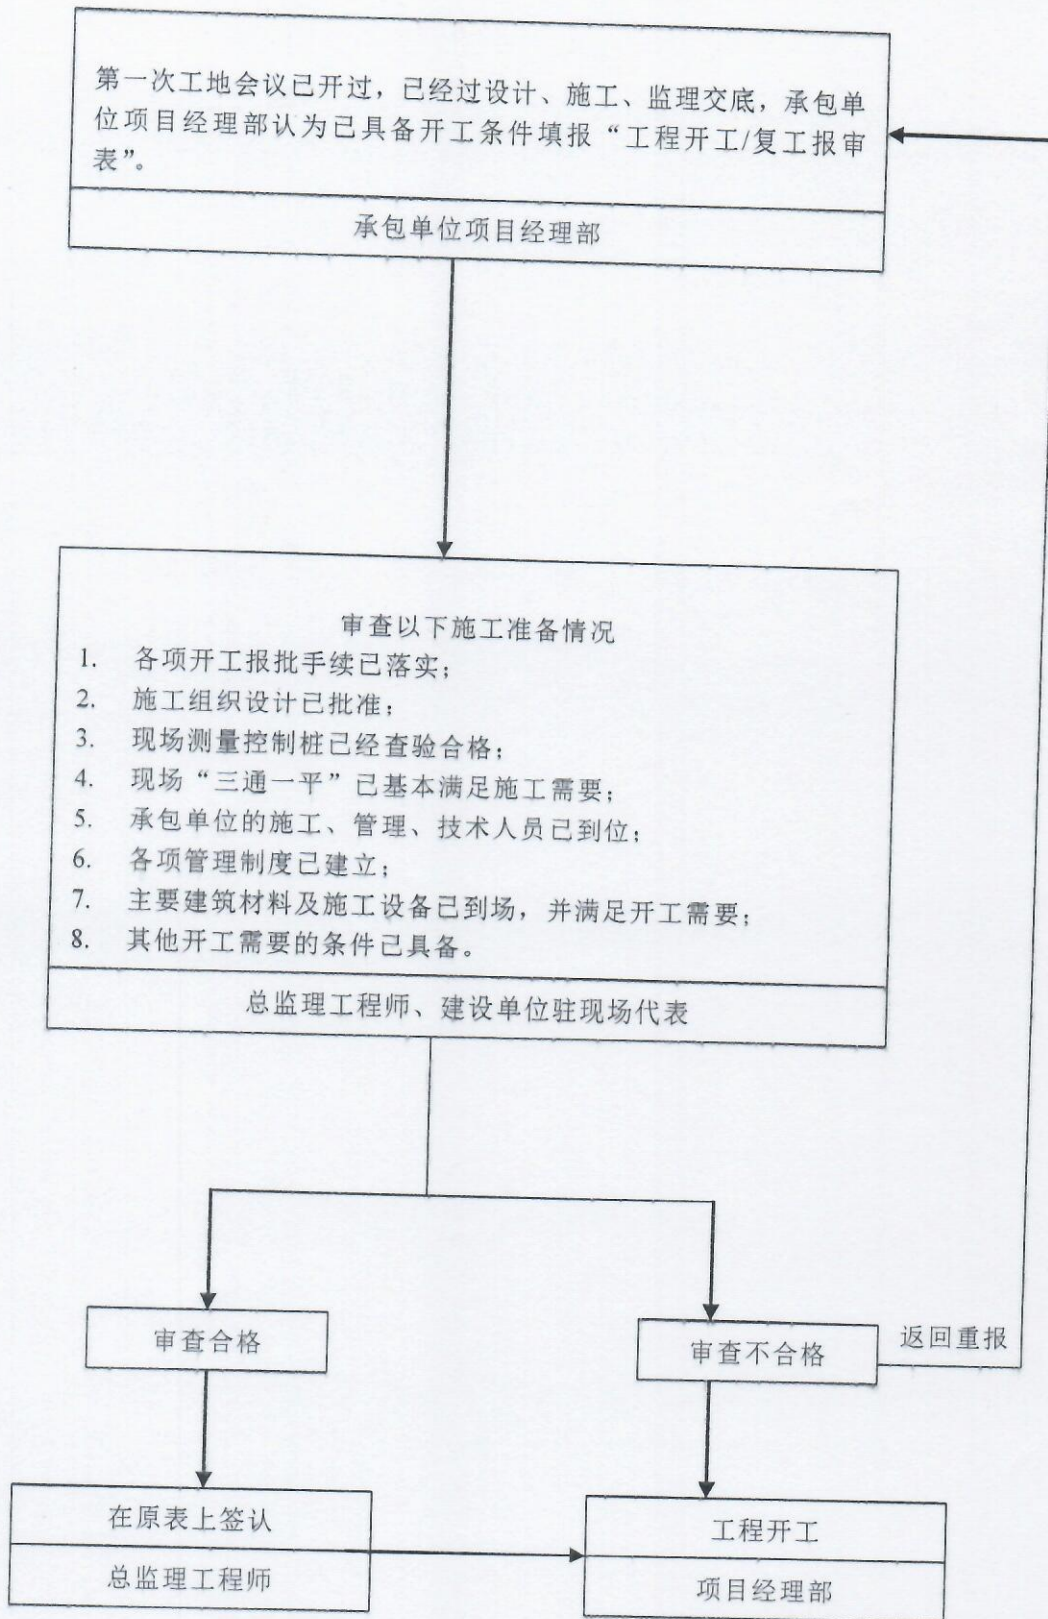 第一次工地会议已开过，已经过设计、施工、监理交底，承包单
位项目经理部认为已具备开工条件填报“工程开工/复工报审
表”。
承包单位项目经理部
审查以下施工准备情况
1. 各项开工报批手续已落实；
2. 施工组织设计已批准；
3. 现场测量控制桩已经查验合格；
4. 现场“三通一平”已基本满足施工需要；
5. 承包单位的施工、管理、技术人员已到位；
6. 各项管理制度已建立；
7. 主要建筑材料及施工设备已到场，并满足开工需要；
8. 其他开工需要的条件已具备。
总监理工程师、建设单位驻现场代表
审查合格
审查不合格
返回重报
在原表上签认
总监理工程师
工程开工
项目经理部